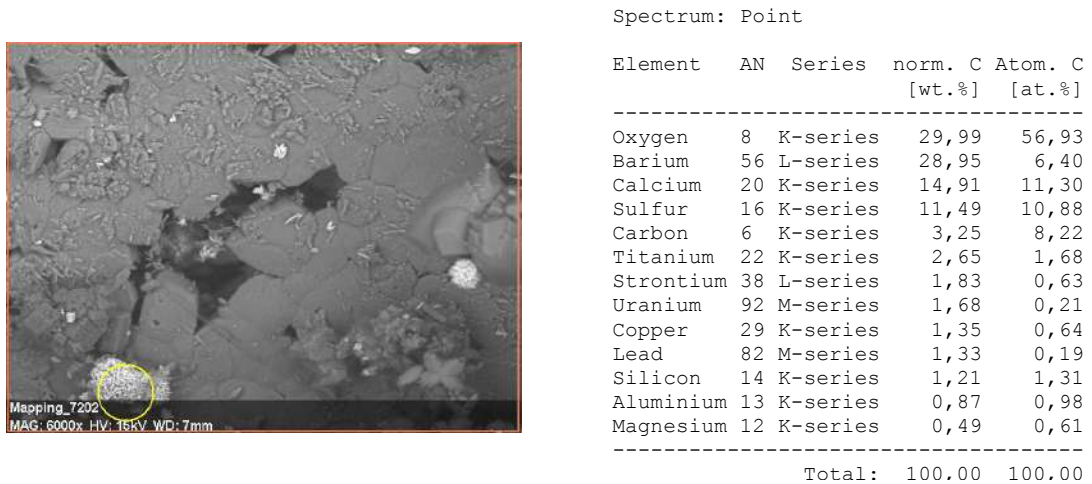 Spectrum: Point
Element AN Series norm. C Atom. C
[wt.%] [at.%]
Oxygen 8 K-series 29,99 56,93
Barium 56 L-series 28,95 6,40
Calcium 20 K-series 14,91 11,30
Sulfur 16 K-series 11,49 10,88
Carbon 6 K-series 3,25 8,22
Titanium 22 K-series 2,65 1,68
Strontium 38 L-series 1,83 0,63
Uranium 92 M-series 1,68 0,21
Copper 29 K-series 1,35 0,64
Lead 82 M-series 1,33 0,19
Silicon 14 K-series 1,21 1,31
Aluminium 13 K-series 0,87 0,98
Magnesium 12 K-series 0,49 0,61
Total: 100,00 100,00
Mapping_7202
MAG: 6000x HV: 15kV WD: 7mm